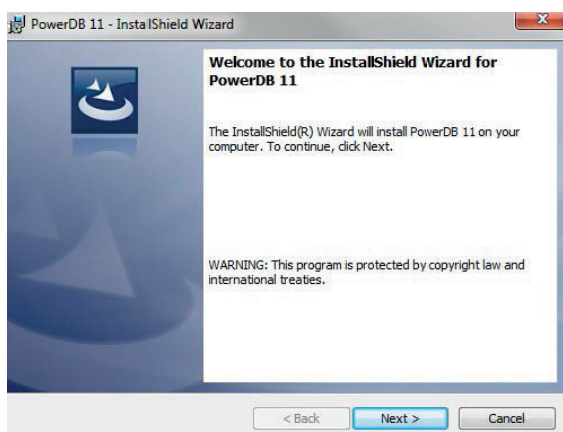 PowerDB 11 - InstallShield Wizard
Welcome to the InstallShield Wizard for
PowerDB 11
The InstallShield(R) Wizard will install PowerDB 11 on your
computer. To continue, click Next.
WARNING: This program is protected by copyright law and
international treaties.
< Back
Next >
Cancel